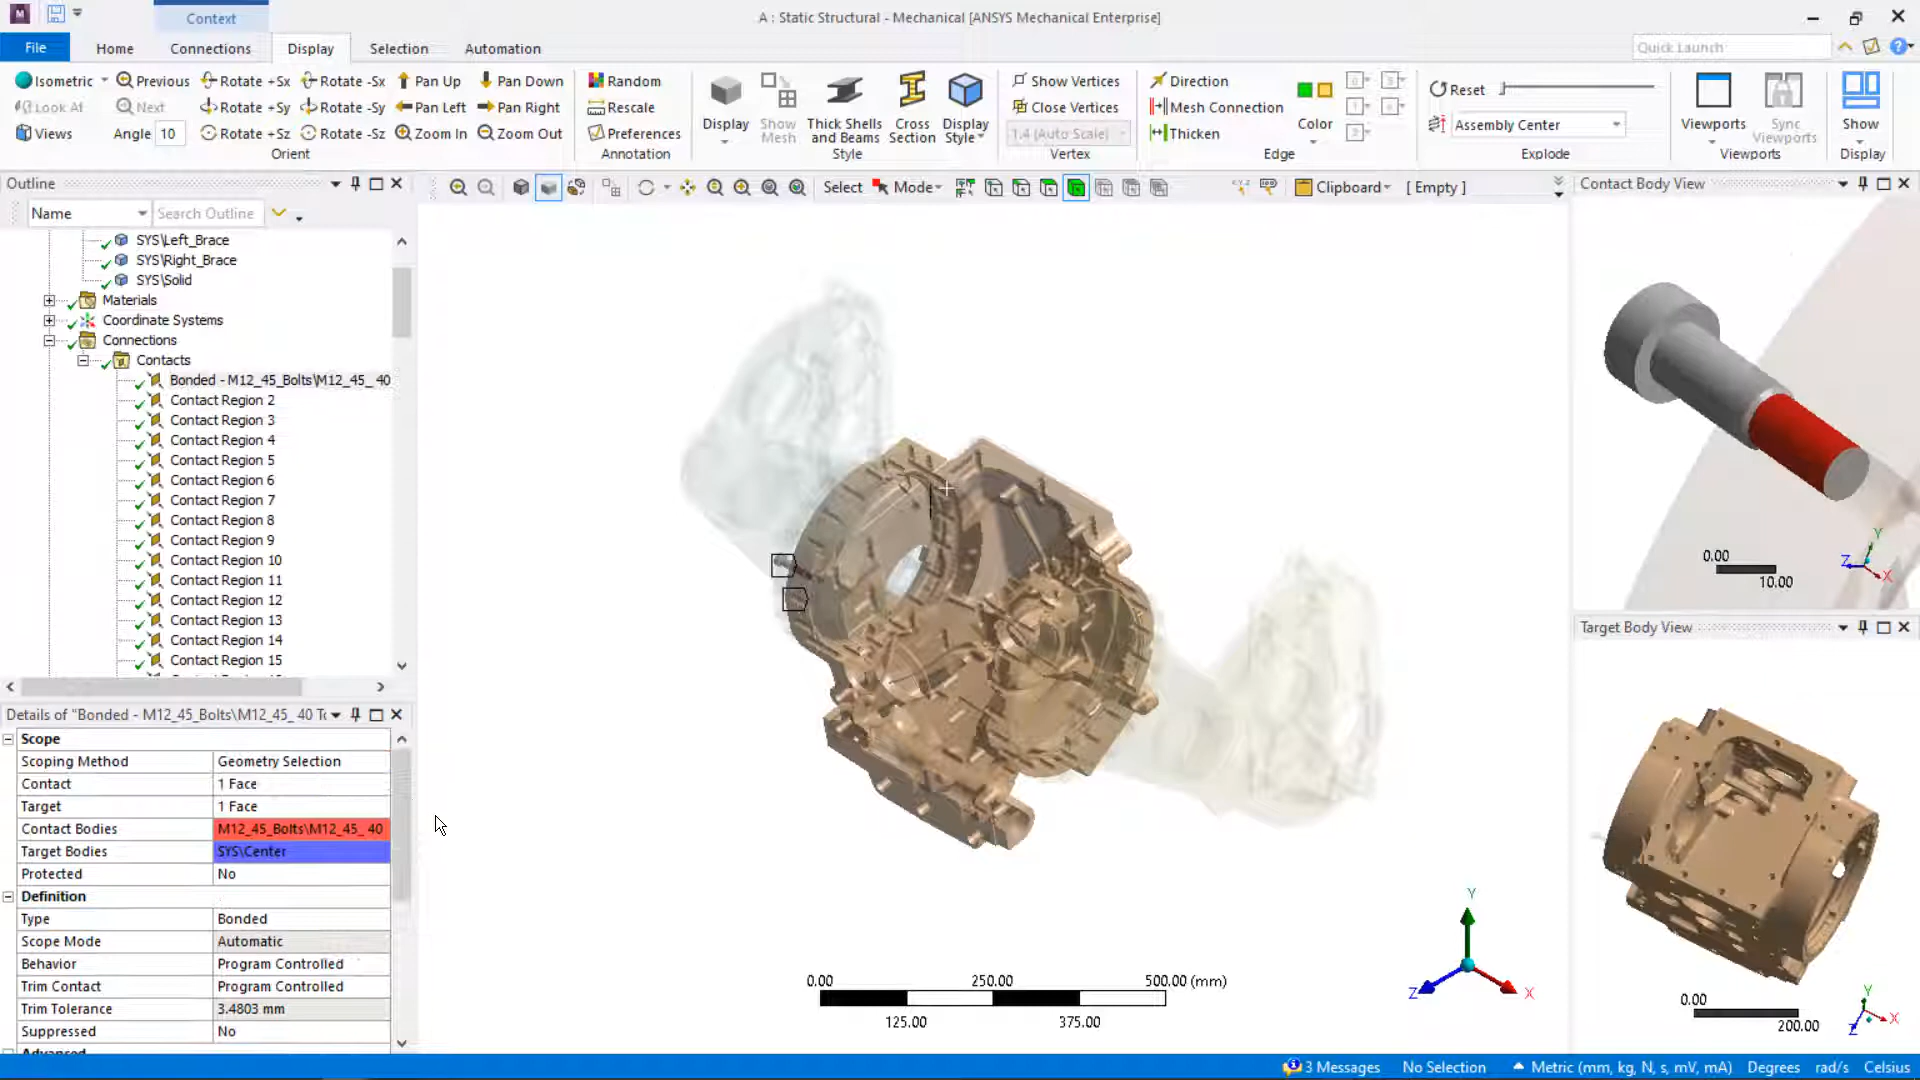 Context
A : Static Structural - Mechanical [ANSYS Mechanical Enterprise]
File Home Connections Display Selection Automation
Quick Launch
Isometric Previous Rotate +Sx Rotate -Sx Pan Up Pan Down
Look At Next Rotate +Sy Rotate -Sy Pan Left Pan Right
Views Angle 10 Rotate +Sz Rotate -Sz Zoom In Zoom Out
Orient
Random
Rescale
Preferences
Annotation
Display
Show Mesh
Thick Shells and Beams
Cross Section
Display Style
Style
Show Vertices
Close Vertices
1.4 (Auto Scale)
Vertex
Direction
Mesh Connection
Thicken
Color
Edge
Reset
Assembly Center
Explode
Viewports
Sync Viewports
Viewports
Show
Display
Outline
Name Search Outline
SYS\Left_Brace
SYS\Right_Brace
SYS\Solid
Materials
Coordinate Systems
Connections
Contacts
Bonded - M12_45_Bolts\M12_45_ 40
Contact Region 2
Contact Region 3
Contact Region 4
Contact Region 5
Contact Region 6
Contact Region 7
Contact Region 8
Contact Region 9
Contact Region 10
Contact Region 11
Contact Region 12
Contact Region 13
Contact Region 14
Contact Region 15
Select Mode Clipboard [ Empty ]
Details of "Bonded - M12_45_Bolts\M12_45_ 40 To
Scope
Scoping Method Geometry Selection
Contact 1 Face
Target 1 Face
Contact Bodies M12_45_Bolts\M12_45_ 40
Target Bodies SYS\Center
Protected No
Definition
Type Bonded
Scope Mode Automatic
Behavior Program Controlled
Trim Contact Program Controlled
Trim Tolerance 3.4803 mm
Suppressed No
Advanced
0.00 250.00 500.00 (mm)
125.00 375.00
Y
Z X
Contact Body View
0.00
10.00
Y
Z
X
Target Body View
0.00
200.00
Y
X
Z
3 Messages No Selection Metric (mm, kg, N, s, mV, mA) Degrees rad/s Celsius